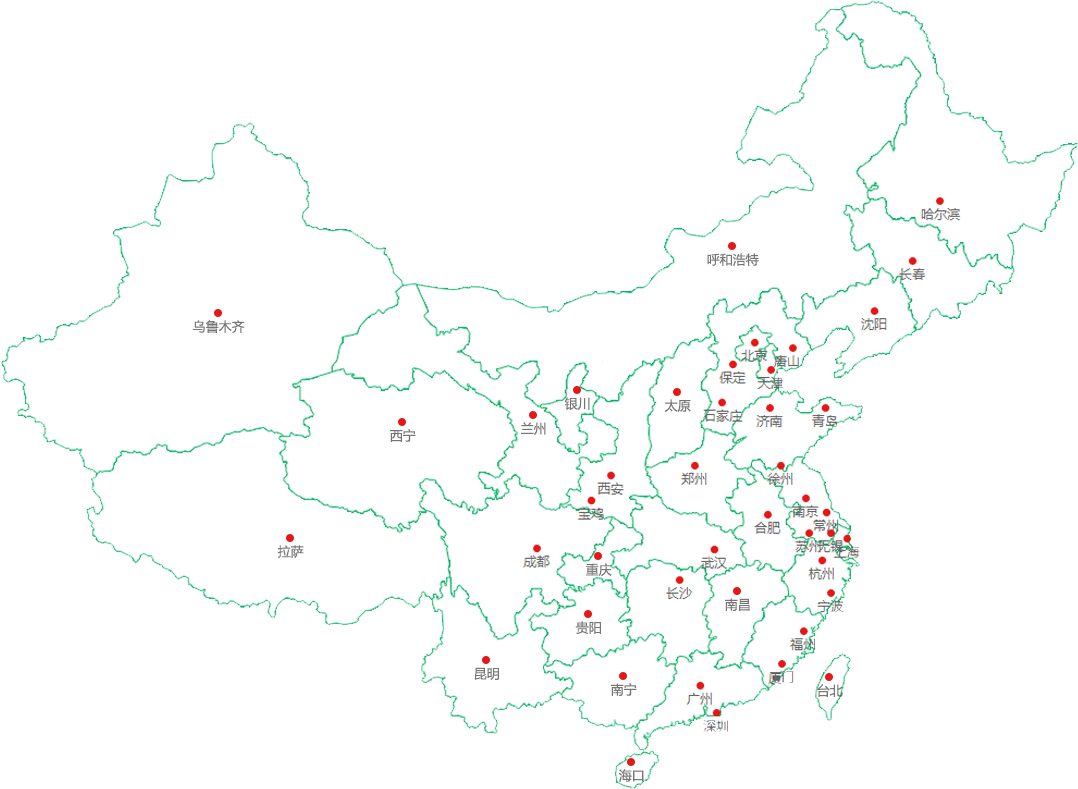 哈尔滨
呼和浩特
长春
乌鲁木齐
沈阳
北京
唐山
保定
天津
银川
太原
石家庄
济南
青岛
兰州
西宁
郑州
徐州
西安
宝鸡
南京
常州
合肥
苏州
无锡
上海
拉萨
成都
重庆
武汉
杭州
长沙
南昌
宁波
贵阳
福州
昆明
厦门
南宁
广州
台北
深圳
海口